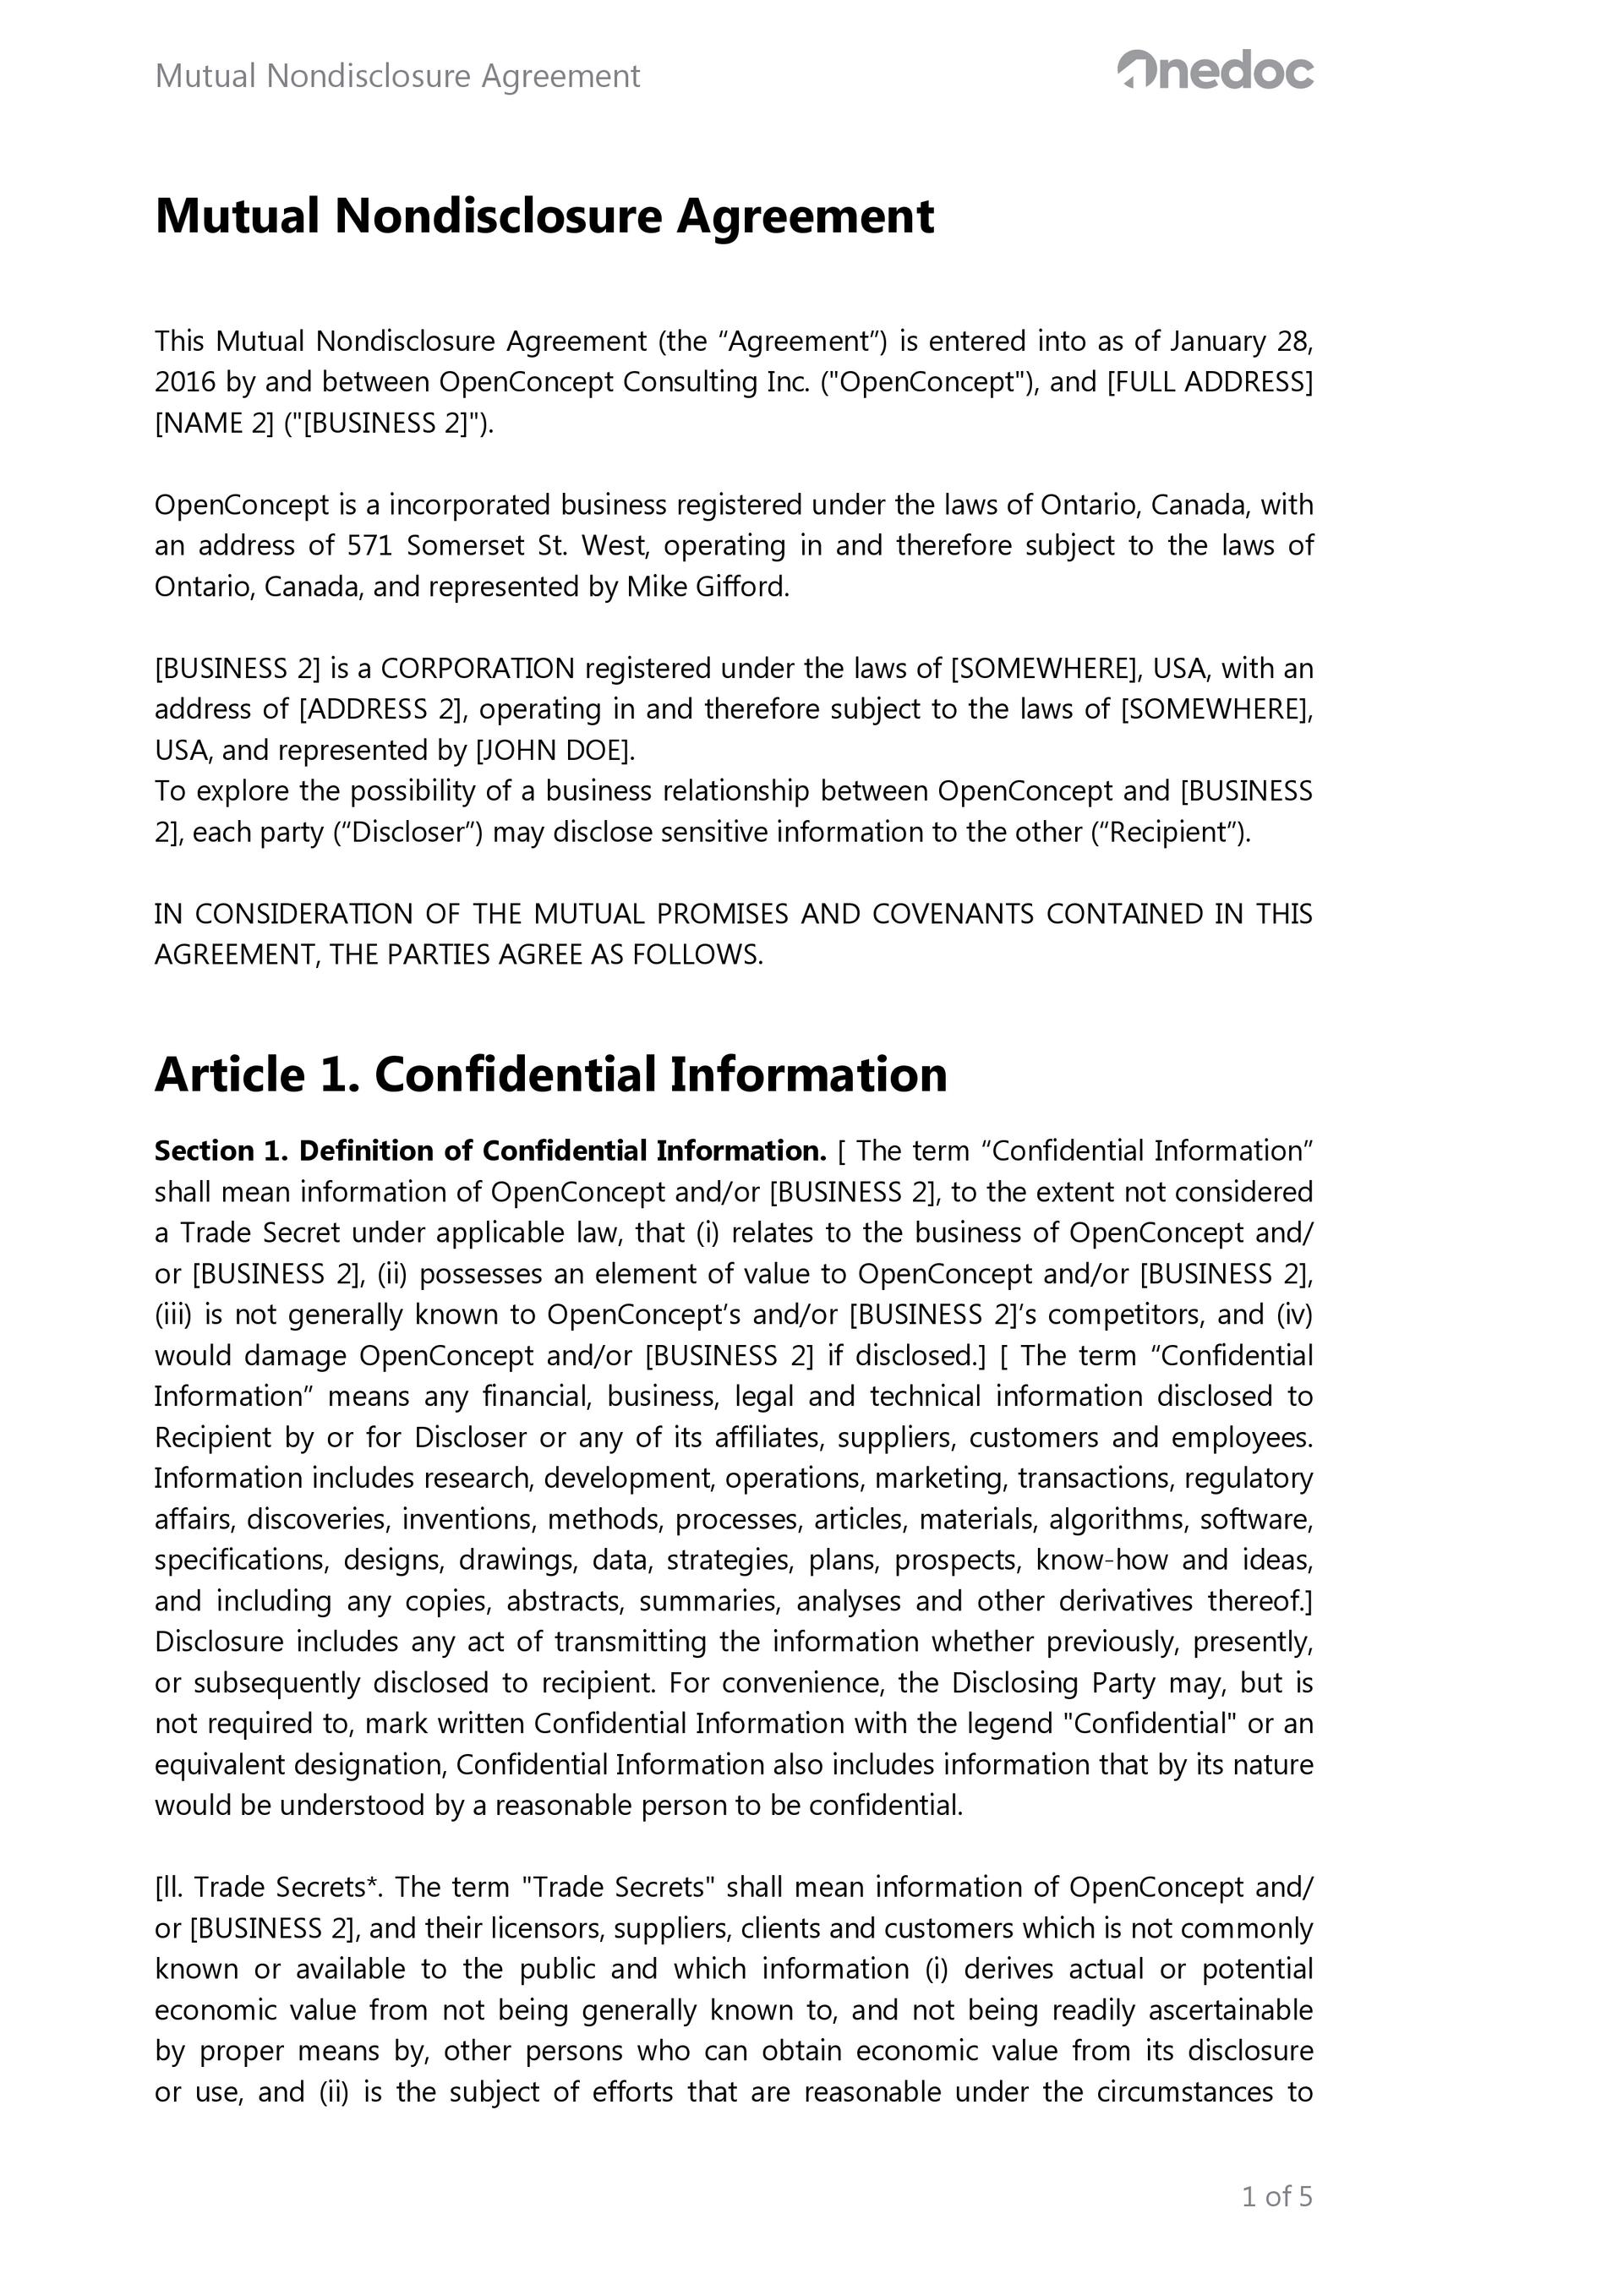 Mutual Nondisclosure Agreement
Onedoc
Mutual Nondisclosure Agreement
This Mutual Nondisclosure Agreement (the “Agreement”) is entered into as of January 28,
2016 by and between OpenConcept Consulting Inc. ("OpenConcept"), and [FULL ADDRESS]
[NAME 2] ("[BUSINESS 2]").
OpenConcept is a incorporated business registered under the laws of Ontario, Canada, with
an address of 571 Somerset St. West, operating in and therefore subject to the laws of
Ontario, Canada, and represented by Mike Gifford.
[BUSINESS 2] is a CORPORATION registered under the laws of [SOMEWHERE], USA, with an
address of [ADDRESS 2], operating in and therefore subject to the laws of [SOMEWHERE],
USA, and represented by [JOHN DOE].
To explore the possibility of a business relationship between OpenConcept and [BUSINESS
2], each party (“Discloser”) may disclose sensitive information to the other (“Recipient”).
IN CONSIDERATION OF THE MUTUAL PROMISES AND COVENANTS CONTAINED IN THIS
AGREEMENT, THE PARTIES AGREE AS FOLLOWS.
Article 1. Confidential Information
Section 1. Definition of Confidential Information. [ The term “Confidential Information”
shall mean information of OpenConcept and/or [BUSINESS 2], to the extent not considered
a Trade Secret under applicable law, that (i) relates to the business of OpenConcept and/
or [BUSINESS 2], (ii) possesses an element of value to OpenConcept and/or [BUSINESS 2],
(iii) is not generally known to OpenConcept’s and/or [BUSINESS 2]’s competitors, and (iv)
would damage OpenConcept and/or [BUSINESS 2] if disclosed.] [ The term “Confidential
Information” means any financial, business, legal and technical information disclosed to
Recipient by or for Discloser or any of its affiliates, suppliers, customers and employees.
Information includes research, development, operations, marketing, transactions, regulatory
affairs, discoveries, inventions, methods, processes, articles, materials, algorithms, software,
specifications, designs, drawings, data, strategies, plans, prospects, know-how and ideas,
and including any copies, abstracts, summaries, analyses and other derivatives thereof.]
Disclosure includes any act of transmitting the information whether previously, presently,
or subsequently disclosed to recipient. For convenience, the Disclosing Party may, but is
not required to, mark written Confidential Information with the legend "Confidential" or an
equivalent designation, Confidential Information also includes information that by its nature
would be understood by a reasonable person to be confidential.
[ll. Trade Secrets*. The term "Trade Secrets" shall mean information of OpenConcept and/
or [BUSINESS 2], and their licensors, suppliers, clients and customers which is not commonly
known or available to the public and which information (i) derives actual or potential
economic value from not being generally known to, and not being readily ascertainable
by proper means by, other persons who can obtain economic value from its disclosure
or use, and (ii) is the subject of efforts that are reasonable under the circumstances to
1 of 5